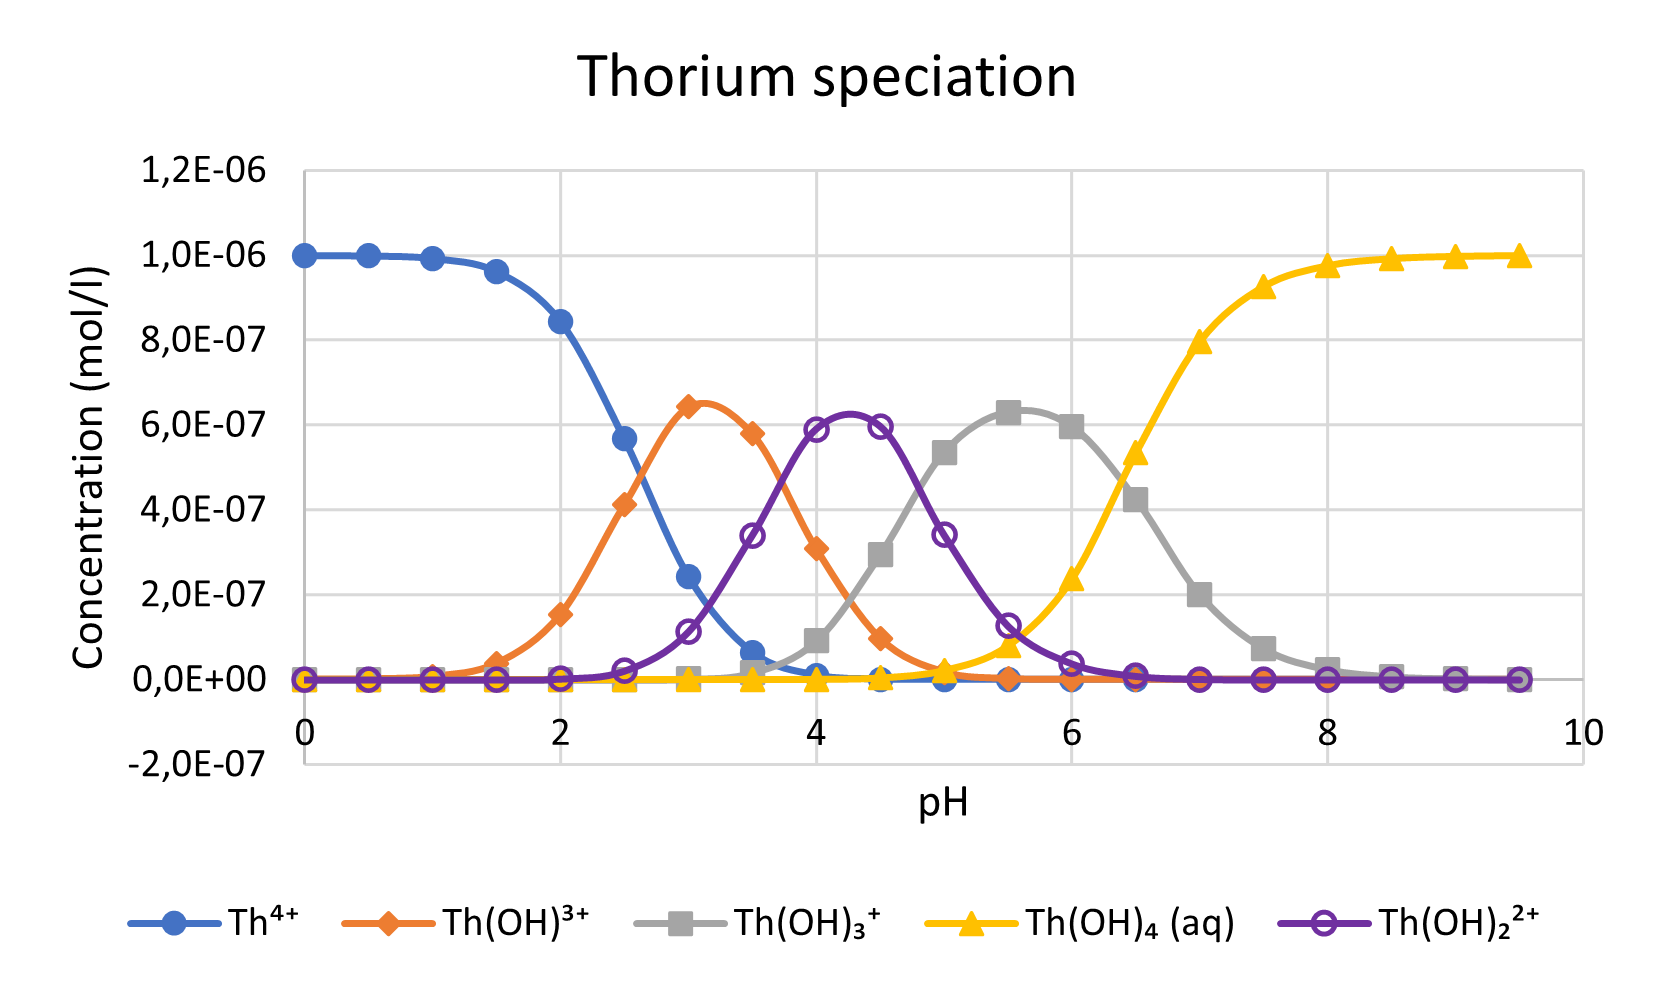 Thorium speciation
1,2E-06
1,0E-06
8,0E-07
6,0E-07
4,0E-07
2,0E-07
0,0E+00
-2,0E-07
Concentration (mol/l)
0 2 4 6 8 10
pH
Th⁴⁺ Th(OH)³⁺ Th(OH)₃⁺ Th(OH)₄ (aq) Th(OH)₂²⁺